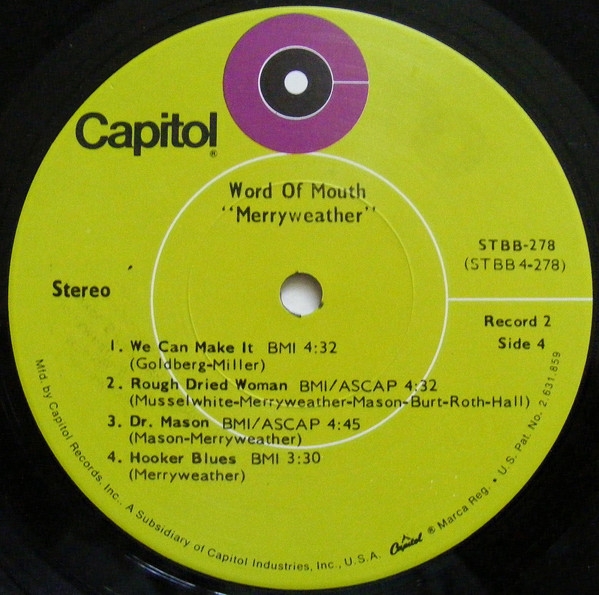 Capitol®
Word Of Mouth
"Merryweather"
STBB-278
(STBB4-278)
Stereo
Record 2
Side 4
1. We Can Make It BMI 4:32
(Goldberg-Miller)
2. Rough Dried Woman BMI/ASCAP 4:32
(Musselwhite-Merryweather-Mason-Burt-Roth-Hall)
3. Dr. Mason BMI/ASCAP 4:45
(Mason-Merryweather)
4. Hooker Blues BMI 3:30
(Merryweather)
Mfd. by Capitol Records, Inc., A Subsidiary of Capitol Industries, Inc., U.S.A. Capitol ® Marca Reg. • U.S. Pat. No. 2,631,859